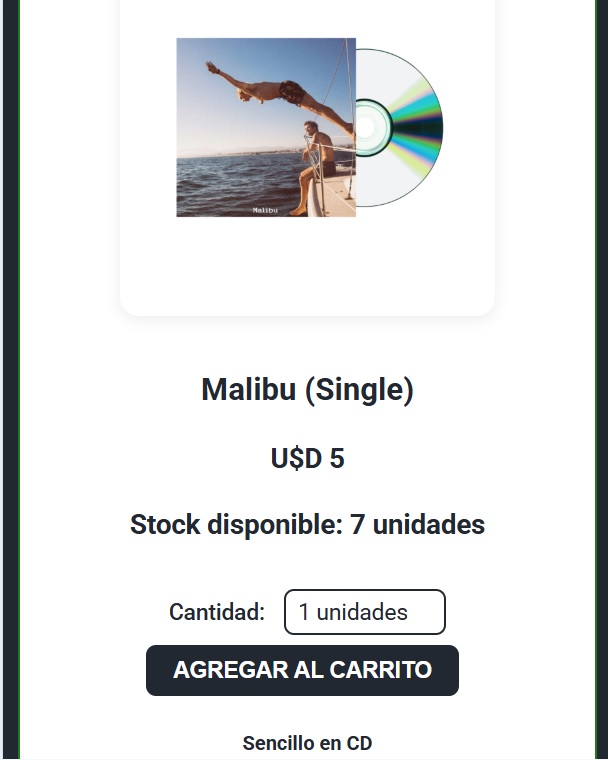 Malibu
Malibu (Single)
U$D 5
Stock disponible: 7 unidades
Cantidad: 1 unidades
AGREGAR AL CARRITO
Sencillo en CD